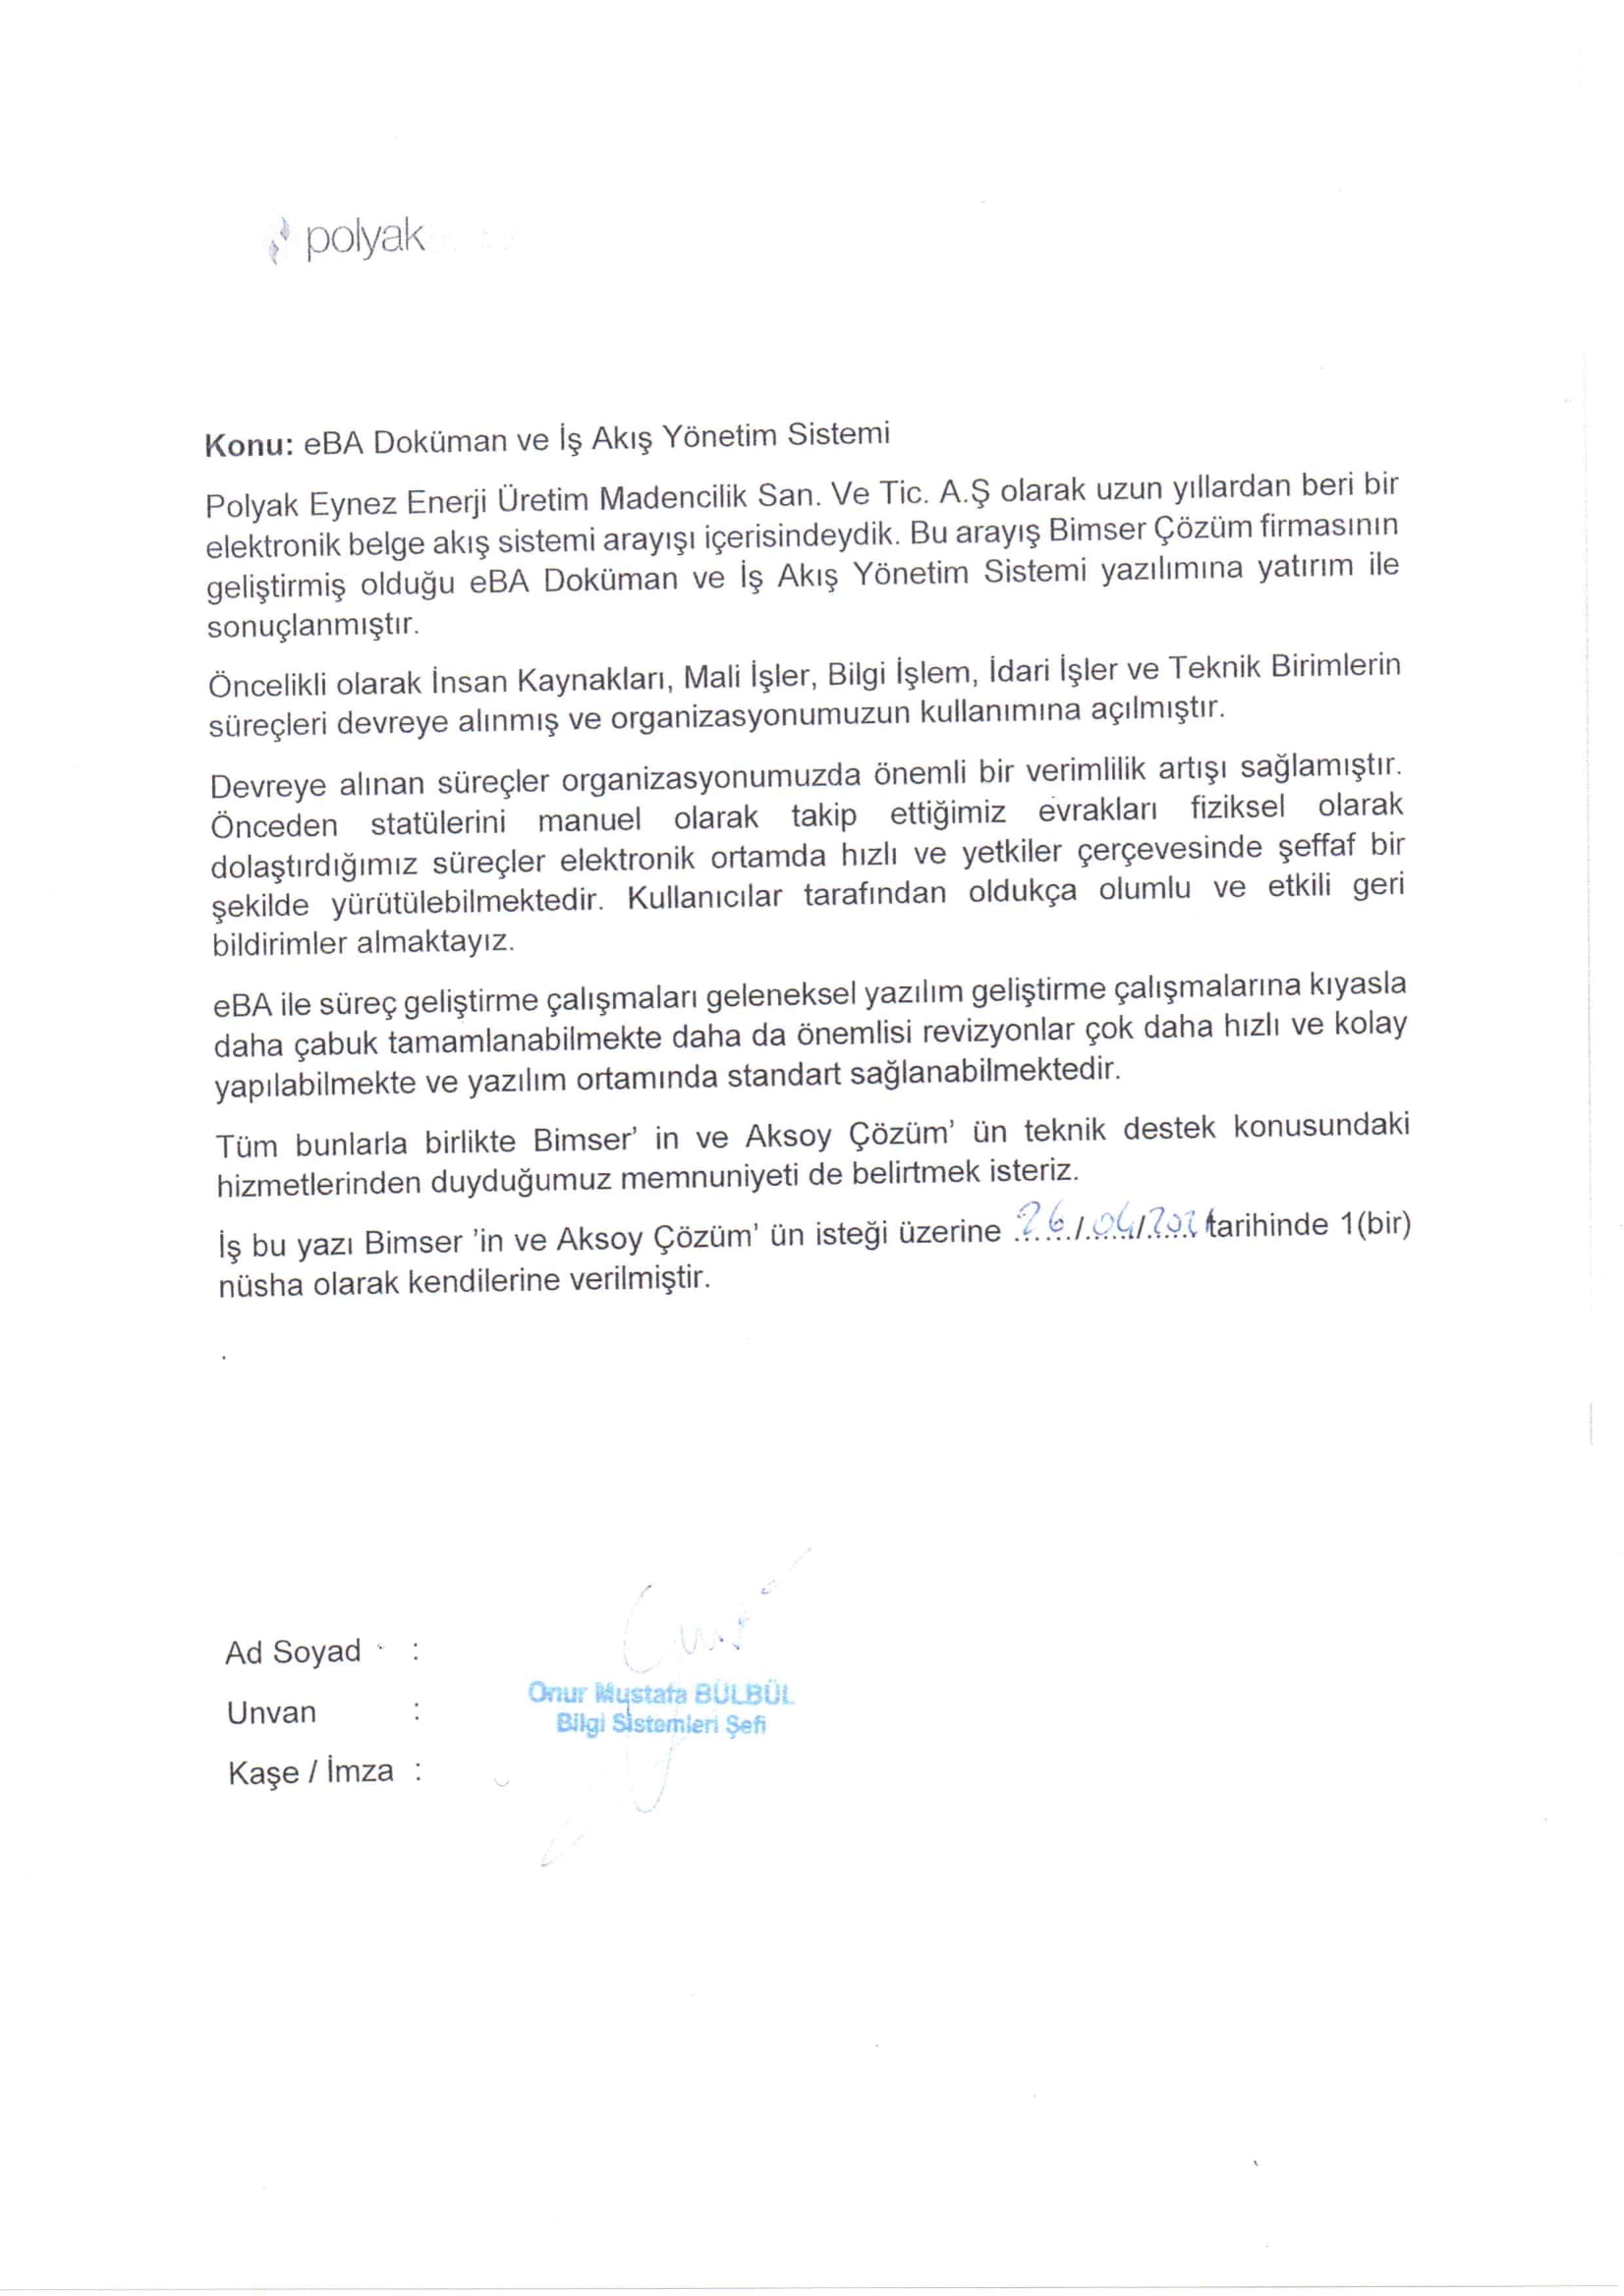 polyak
Konu: eBA Doküman ve İş Akış Yönetim Sistemi
Polyak Eynez Enerji Üretim Madencilik San. Ve Tic. A.Ş olarak uzun yıllardan beri bir
elektronik belge akış sistemi arayışı içerisindeydik. Bu arayış Bimser Çözüm firmasının
geliştirmiş olduğu eBA Doküman ve İş Akış Yönetim Sistemi yazılımına yatırım ile
sonuçlanmıştır.
Öncelikli olarak İnsan Kaynakları, Mali İşler, Bilgi İşlem, İdari İşler ve Teknik Birimlerin
süreçleri devreye alınmış ve organizasyonumuzun kullanımına açılmıştır.
Devreye alınan süreçler organizasyonumuzda önemli bir verimlilik artışı sağlamıştır.
Önceden statülerini manuel olarak takip ettiğimiz evrakları fiziksel olarak
dolaştırdığımız süreçler elektronik ortamda hızlı ve yetkiler çerçevesinde şeffaf bir
şekilde yürütülebilmektedir. Kullanıcılar tarafından oldukça olumlu ve etkili geri
bildirimler almaktayız.
eBA ile süreç geliştirme çalışmaları geleneksel yazılım geliştirme çalışmalarına kıyasla
daha çabuk tamamlanabilmekte daha da önemlisi revizyonlar çok daha hızlı ve kolay
yapılabilmekte ve yazılım ortamında standart sağlanabilmektedir.
Tüm bunlarla birlikte Bimser' in ve Aksoy Çözüm' ün teknik destek konusundaki
hizmetlerinden duyduğumuz memnuniyeti de belirtmek isteriz.
İş bu yazı Bimser 'in ve Aksoy Çözüm' ün isteği üzerine 26/04/2021 tarihinde 1(bir)
nüsha olarak kendilerine verilmiştir.
Ad Soyad :
Onur Mustafa BÜLBÜL
Unvan :
Bilgi Sistemleri Şefi
Kaşe / İmza :